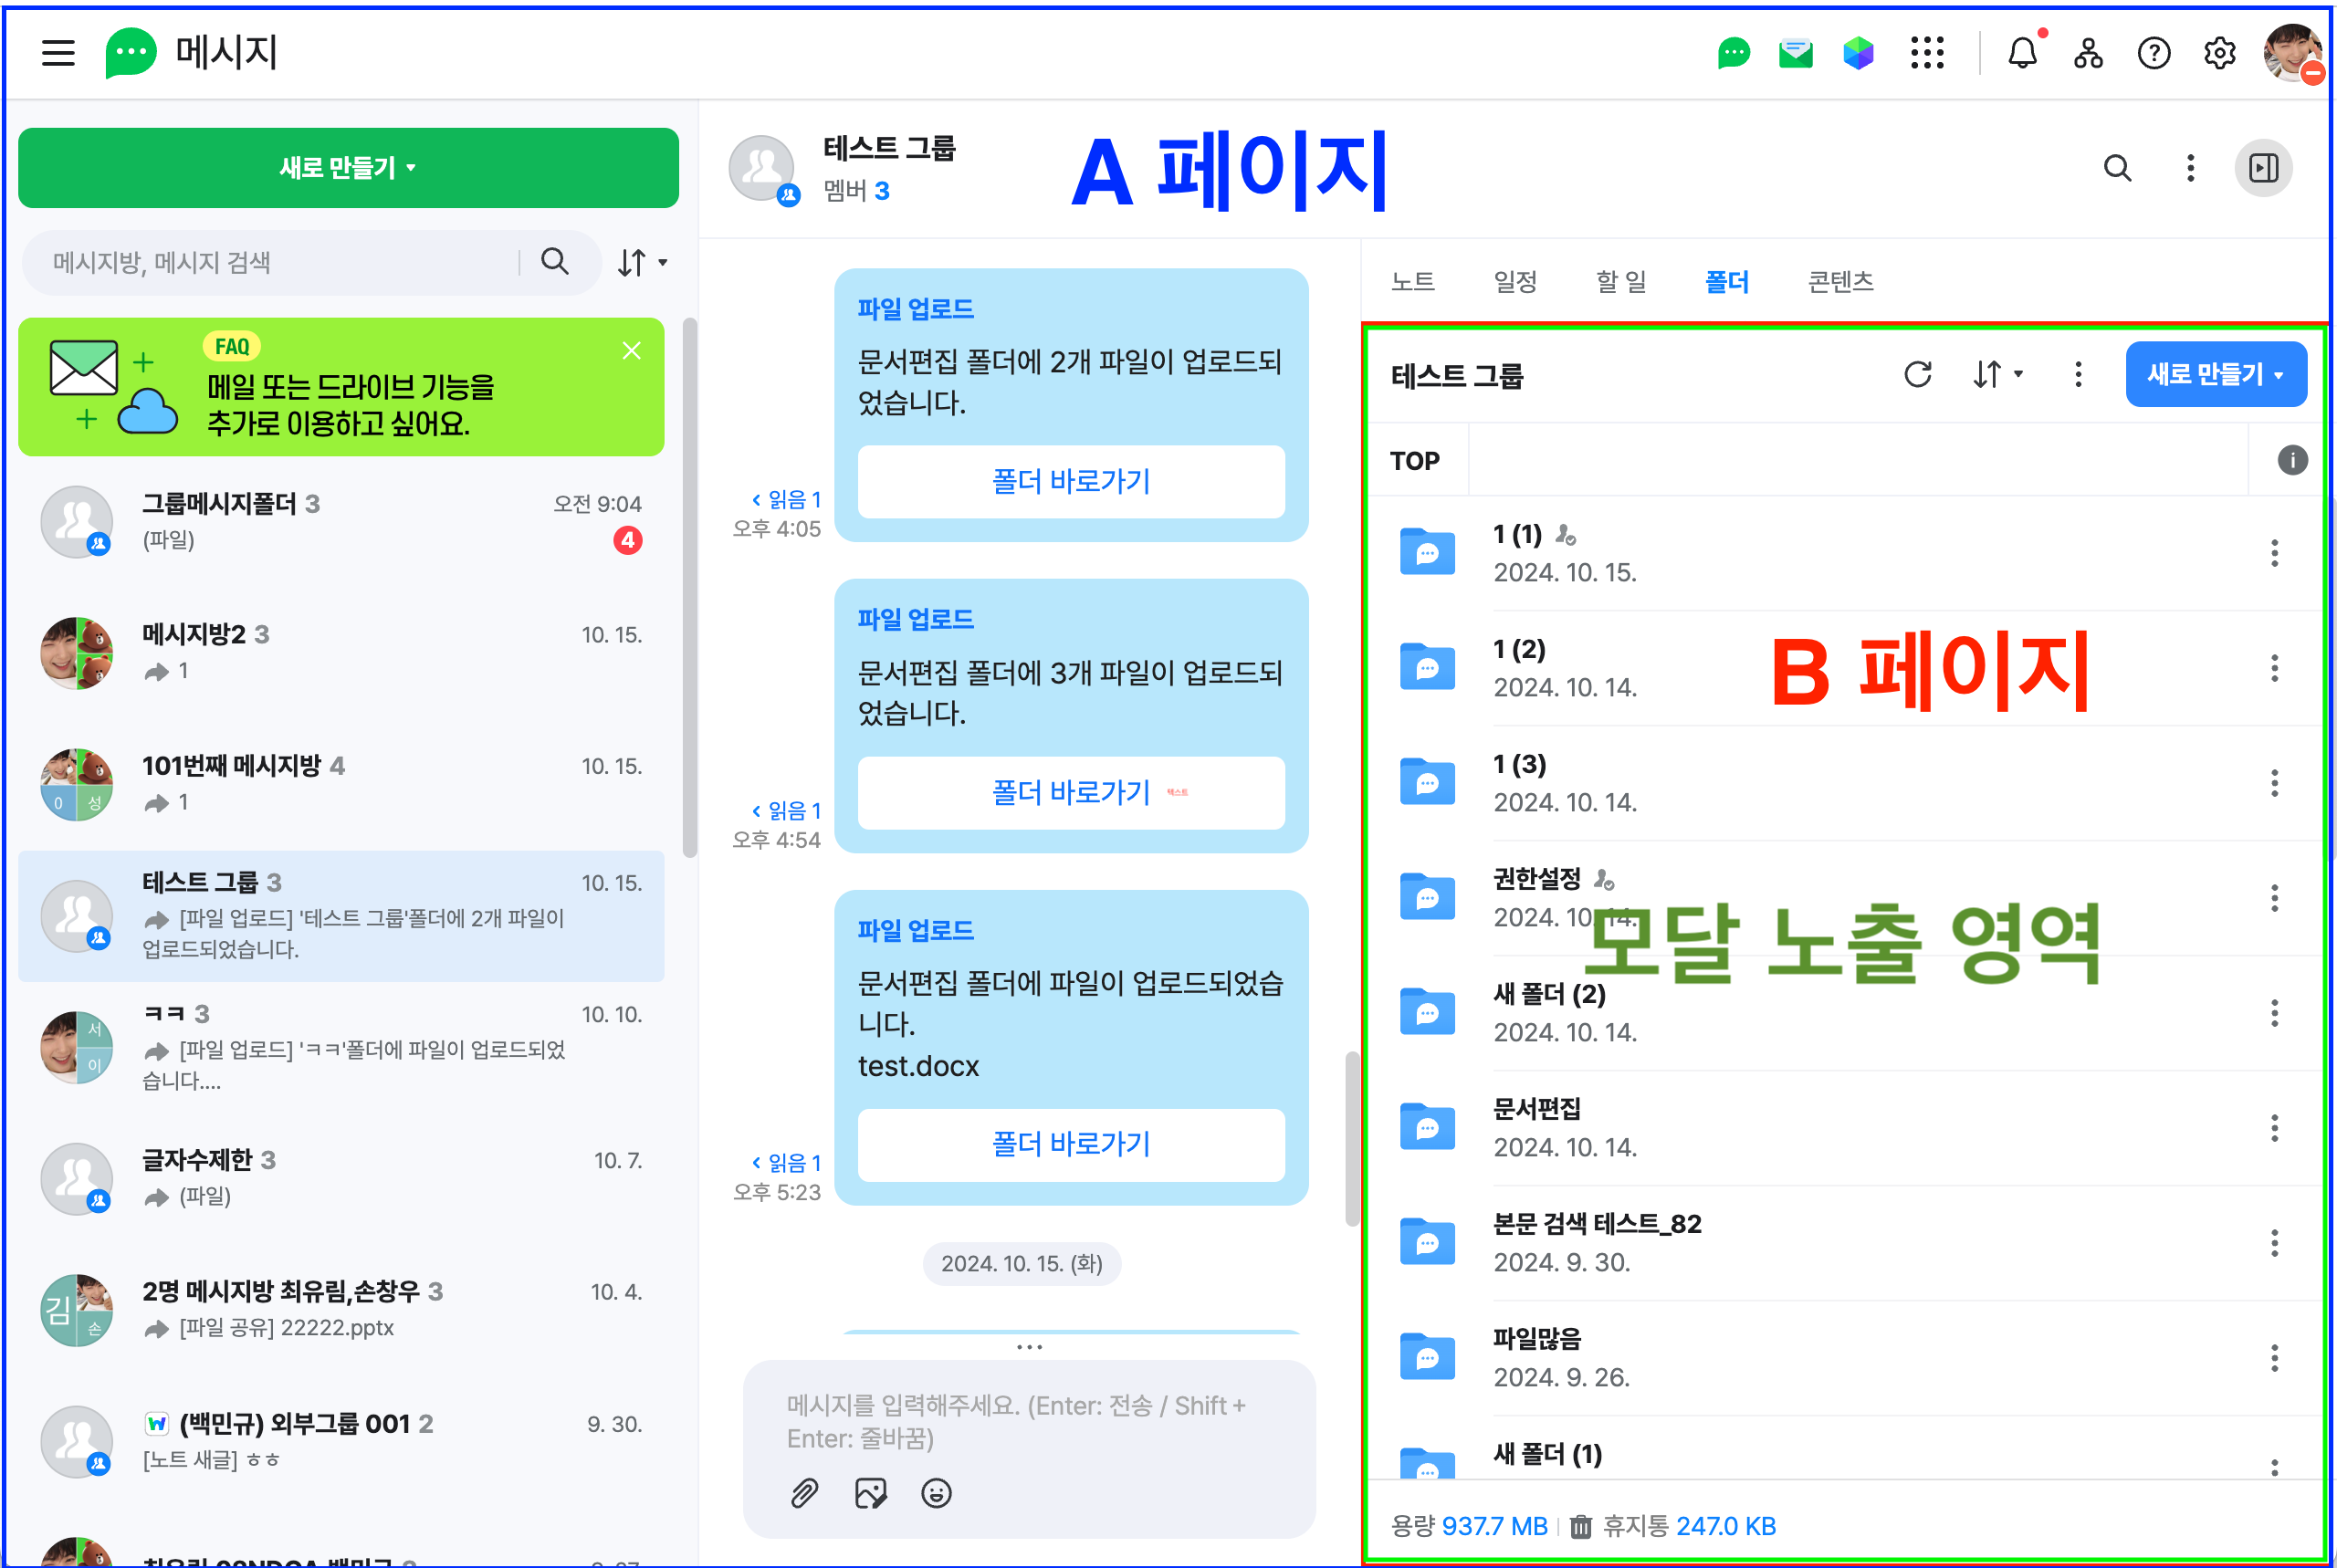 메시지
새로 만들기
메시지방, 메시지 검색
FAQ
메일 또는 드라이브 기능을
추가로 이용하고 싶어요.
그룹메시지폴더 3
오전 9:04
(파일)
4
메시지방2 3
10. 15.
1
101번째 메시지방 4
10. 15.
1
0 성
테스트 그룹 3
10. 15.
[파일 업로드] '테스트 그룹'폴더에 2개 파일이
업로드되었습니다.
ㅋㅋ 3
10. 10.
[파일 업로드] 'ㅋㅋ'폴더에 파일이 업로드되었
습니다....
서
이
글자수제한 3
10. 7.
(파일)
2명 메시지방 최유림,손창우 3
10. 4.
[파일 공유] 22222.pptx
김
손
W (백민규) 외부그룹 001 2
9. 30.
[노트 새글] ㅎㅎ
테스트 그룹
멤버 3
A 페이지
파일 업로드
문서편집 폴더에 2개 파일이 업로드되
었습니다.
폴더 바로가기
읽음 1
오후 4:05
파일 업로드
문서편집 폴더에 3개 파일이 업로드되
었습니다.
폴더 바로가기 텍스트
읽음 1
오후 4:54
파일 업로드
문서편집 폴더에 파일이 업로드되었습
니다.
test.docx
폴더 바로가기
읽음 1
오후 5:23
2024. 10. 15. (화)
메시지를 입력해주세요. (Enter: 전송 / Shift +
Enter: 줄바꿈)
노트 일정 할 일 폴더 콘텐츠
테스트 그룹
새로 만들기
TOP
1 (1)
2024. 10. 15.
1 (2)
2024. 10. 14.
B 페이지
1 (3)
2024. 10. 14.
권한설정
2024. 10. 14.
모달 노출 영역
새 폴더 (2)
2024. 10. 14.
문서편집
2024. 10. 14.
본문 검색 테스트_82
2024. 9. 30.
파일많음
2024. 9. 26.
새 폴더 (1)
용량 937.7 MB 휴지통 247.0 KB